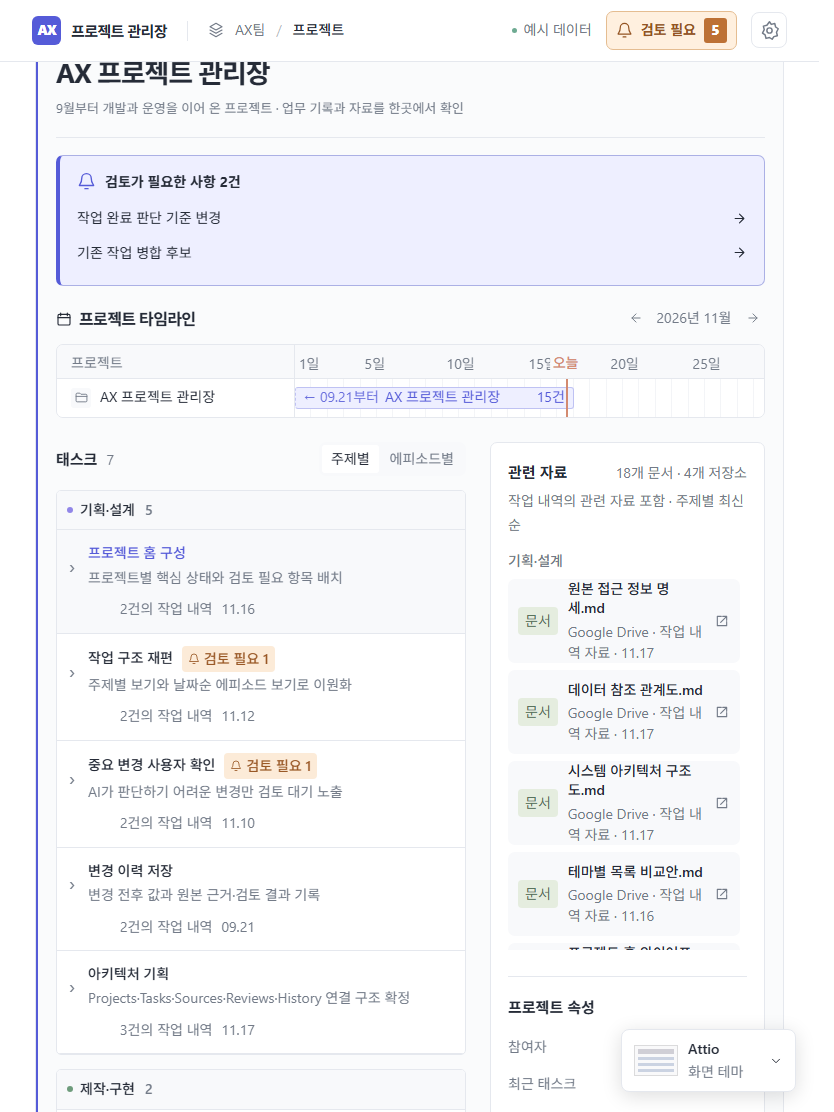 AX 프로젝트 관리장 AX팀 / 프로젝트 예시 데이터 검토 필요 5
AX 프로젝트 관리장
9월부터 개발과 운영을 이어 온 프로젝트 · 업무 기록과 자료를 한곳에서 확인
검토가 필요한 사항 2건
작업 완료 판단 기준 변경
기존 작업 병합 후보
프로젝트 타임라인 ← 2026년 11월 →
프로젝트 1일 5일 10일 오늘 20일 25일
AX 프로젝트 관리장 ← 09.21부터 AX 프로젝트 관리장 15건
태스크 7 주제별 에피소드별
기획·설계 5
프로젝트 홈 구성
프로젝트별 핵심 상태와 검토 필요 항목 배치
2건의 작업 내역 11.16
작업 구조 재편 검토 필요 1
주제별 보기와 날짜순 에피소드 보기로 이원화
2건의 작업 내역 11.12
중요 변경 사용자 확인 검토 필요 1
AI가 판단하기 어려운 변경만 검토 대기 노출
2건의 작업 내역 11.10
변경 이력 저장
변경 전후 값과 원본 근거·검토 결과 기록
2건의 작업 내역 09.21
아키텍처 기획
Projects·Tasks·Sources·Reviews·History 연결 구조 확정
3건의 작업 내역 11.17
제작·구현 2
관련 자료 18개 문서 · 4개 저장소
작업 내역의 관련 자료 포함 · 주제별 최신
순
기획·설계
원본 접근 정보 명
세.md
문서
Google Drive · 작업 내
역 자료 · 11.17
데이터 참조 관계도.md
문서
Google Drive · 작업 내
역 자료 · 11.17
시스템 아키텍처 구조
도.md
문서
Google Drive · 작업 내
역 자료 · 11.17
테마별 목록 비교안.md
문서
Google Drive · 작업 내
역 자료 · 11.16
프로젝트 속성
참여자
최근 태스크
Attio
화면 테마